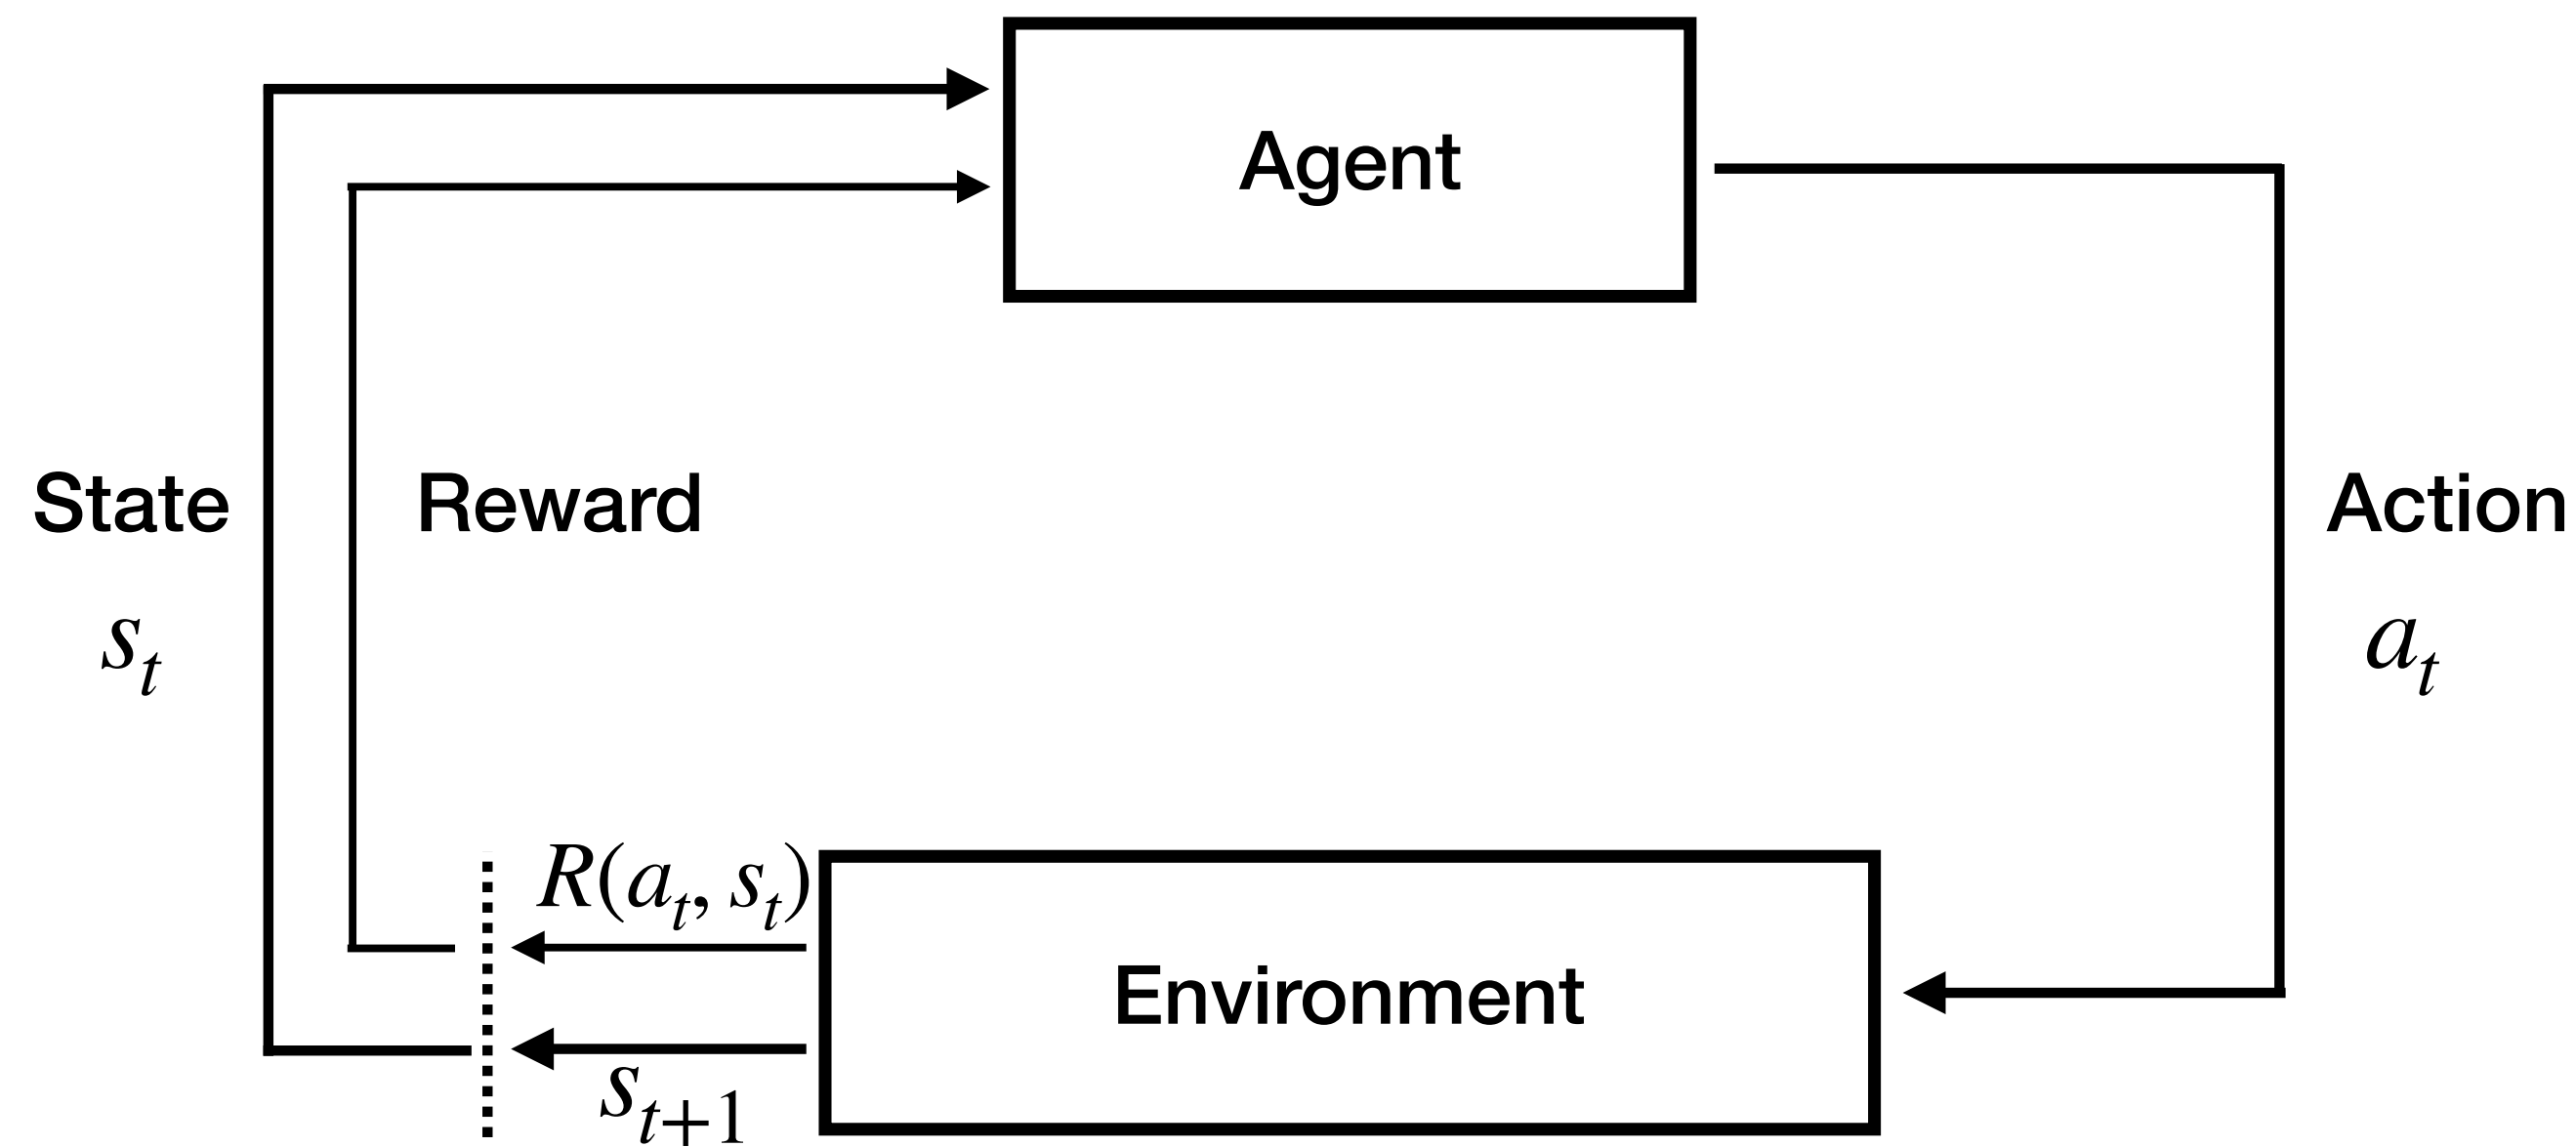 Agent
State
Reward
Action
s_t
a_t
R(a_t, s_t)
Environment
s_{t+1}